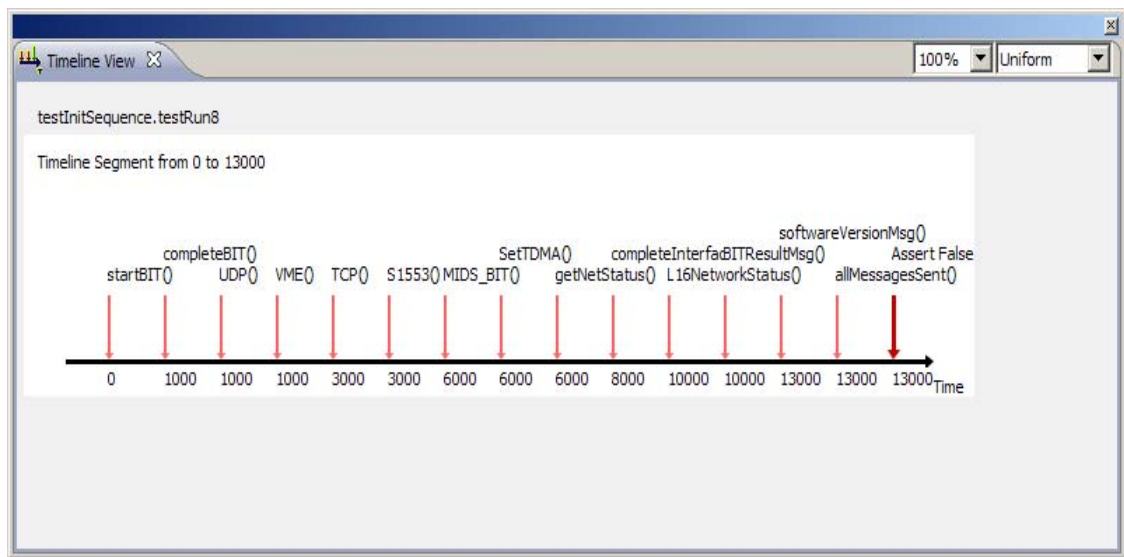 Timeline View
100% Uniform
testInitSequence.testRun8
Timeline Segment from 0 to 13000
softwareVersionMsg()
completeBIT() SetTDMA() completeInterfacBITResultMsg() Assert False
startBIT() UDP() VME() TCP() S1553() MIDS_BIT() getNetStatus() L16NetworkStatus() allMessagesSent()
0 1000 1000 1000 3000 3000 6000 6000 6000 8000 10000 10000 13000 13000 13000 Time